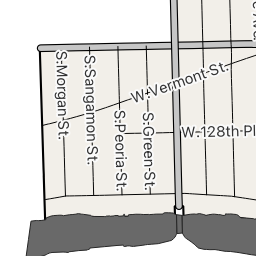 S. Morgan St.
S. Sangamon St.
S. Peoria St.
S. Green St.
W. Vermont St.
W. 128th Pl